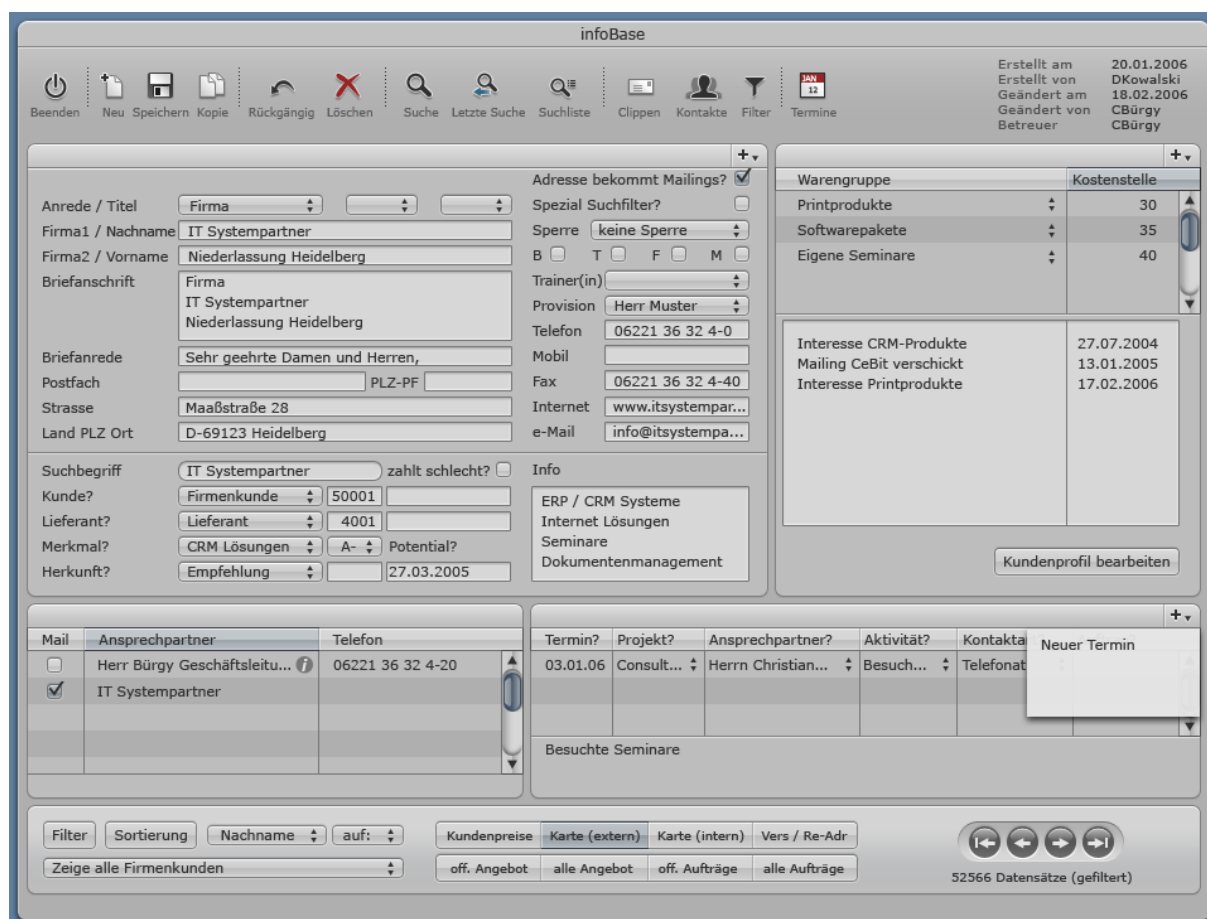 infoBase
Beenden Neu Speichern Kopie Rückgängig Löschen Suche Letzte Suche Suchliste Clippen Kontakte Filter Termine
JAN
12
Erstellt am 20.01.2006
Erstellt von DKowalski
Geändert am 18.02.2006
Geändert von CBürgy
Betreuer CBürgy
Adresse bekommt Mailings?
Anrede / Titel Firma
Spezial Suchfilter?
Firma1 / Nachname IT Systempartner
Sperre keine Sperre
Firma2 / Vorname Niederlassung Heidelberg
B T F M
Briefanschrift Firma
IT Systempartner
Niederlassung Heidelberg
Trainer(in)
Provision Herr Muster
Telefon 06221 36 32 4-0
Briefanrede Sehr geehrte Damen und Herren,
Mobil
Postfach PLZ-PF
Fax 06221 36 32 4-40
Strasse Maaßstraße 28
Internet www.itsystempar...
Land PLZ Ort D-69123 Heidelberg
e-Mail info@itsystempa...
Suchbegriff IT Systempartner zahlt schlecht?
Kunde? Firmenkunde 50001
Lieferant? Lieferant 4001
Merkmal? CRM Lösungen A- Potential?
Herkunft? Empfehlung 27.03.2005
Info
ERP / CRM Systeme
Internet Lösungen
Seminare
Dokumentenmanagement
Warengruppe Kostenstelle
Printprodukte 30
Softwarepakete 35
Eigene Seminare 40
Interesse CRM-Produkte 27.07.2004
Mailing CeBit verschickt 13.01.2005
Interesse Printprodukte 17.02.2006
Kundenprofil bearbeiten
Mail Ansprechpartner Telefon
Herr Bürgy Geschäftsleitu... 06221 36 32 4-20
IT Systempartner
Termin? Projekt? Ansprechpartner? Aktivität? Kontakta
03.01.06 Consult... Herrn Christian... Besuch... Telefonat
Neuer Termin
Besuchte Seminare
Filter Sortierung Nachname auf:
Zeige alle Firmenkunden
Kundenpreise Karte (extern) Karte (intern) Vers / Re-Adr
off. Angebot alle Angebot off. Aufträge alle Aufträge
52566 Datensätze (gefiltert)